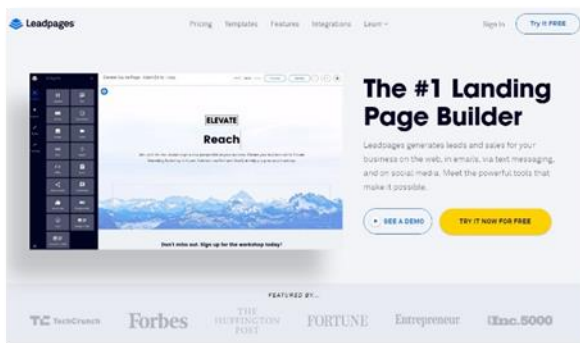 Leadpages
Pricing Templates Features Integrations Learn
Sign In
Try It FREE
ELEVATE
Reach
Don't miss out. Sign up for the workshop today!
The #1 Landing
Page Builder
Leadpages generates leads and sales for your
business on the web, in emails, via text messaging,
and on social media. Meet the powerful tools that
make it possible.
SEE A DEMO
TRY IT NOW FOR FREE
FEATURED BY...
TC TechCrunch
Forbes
THE
HUFFINGTON
POST
FORTUNE
Entrepreneur
Inc.5000